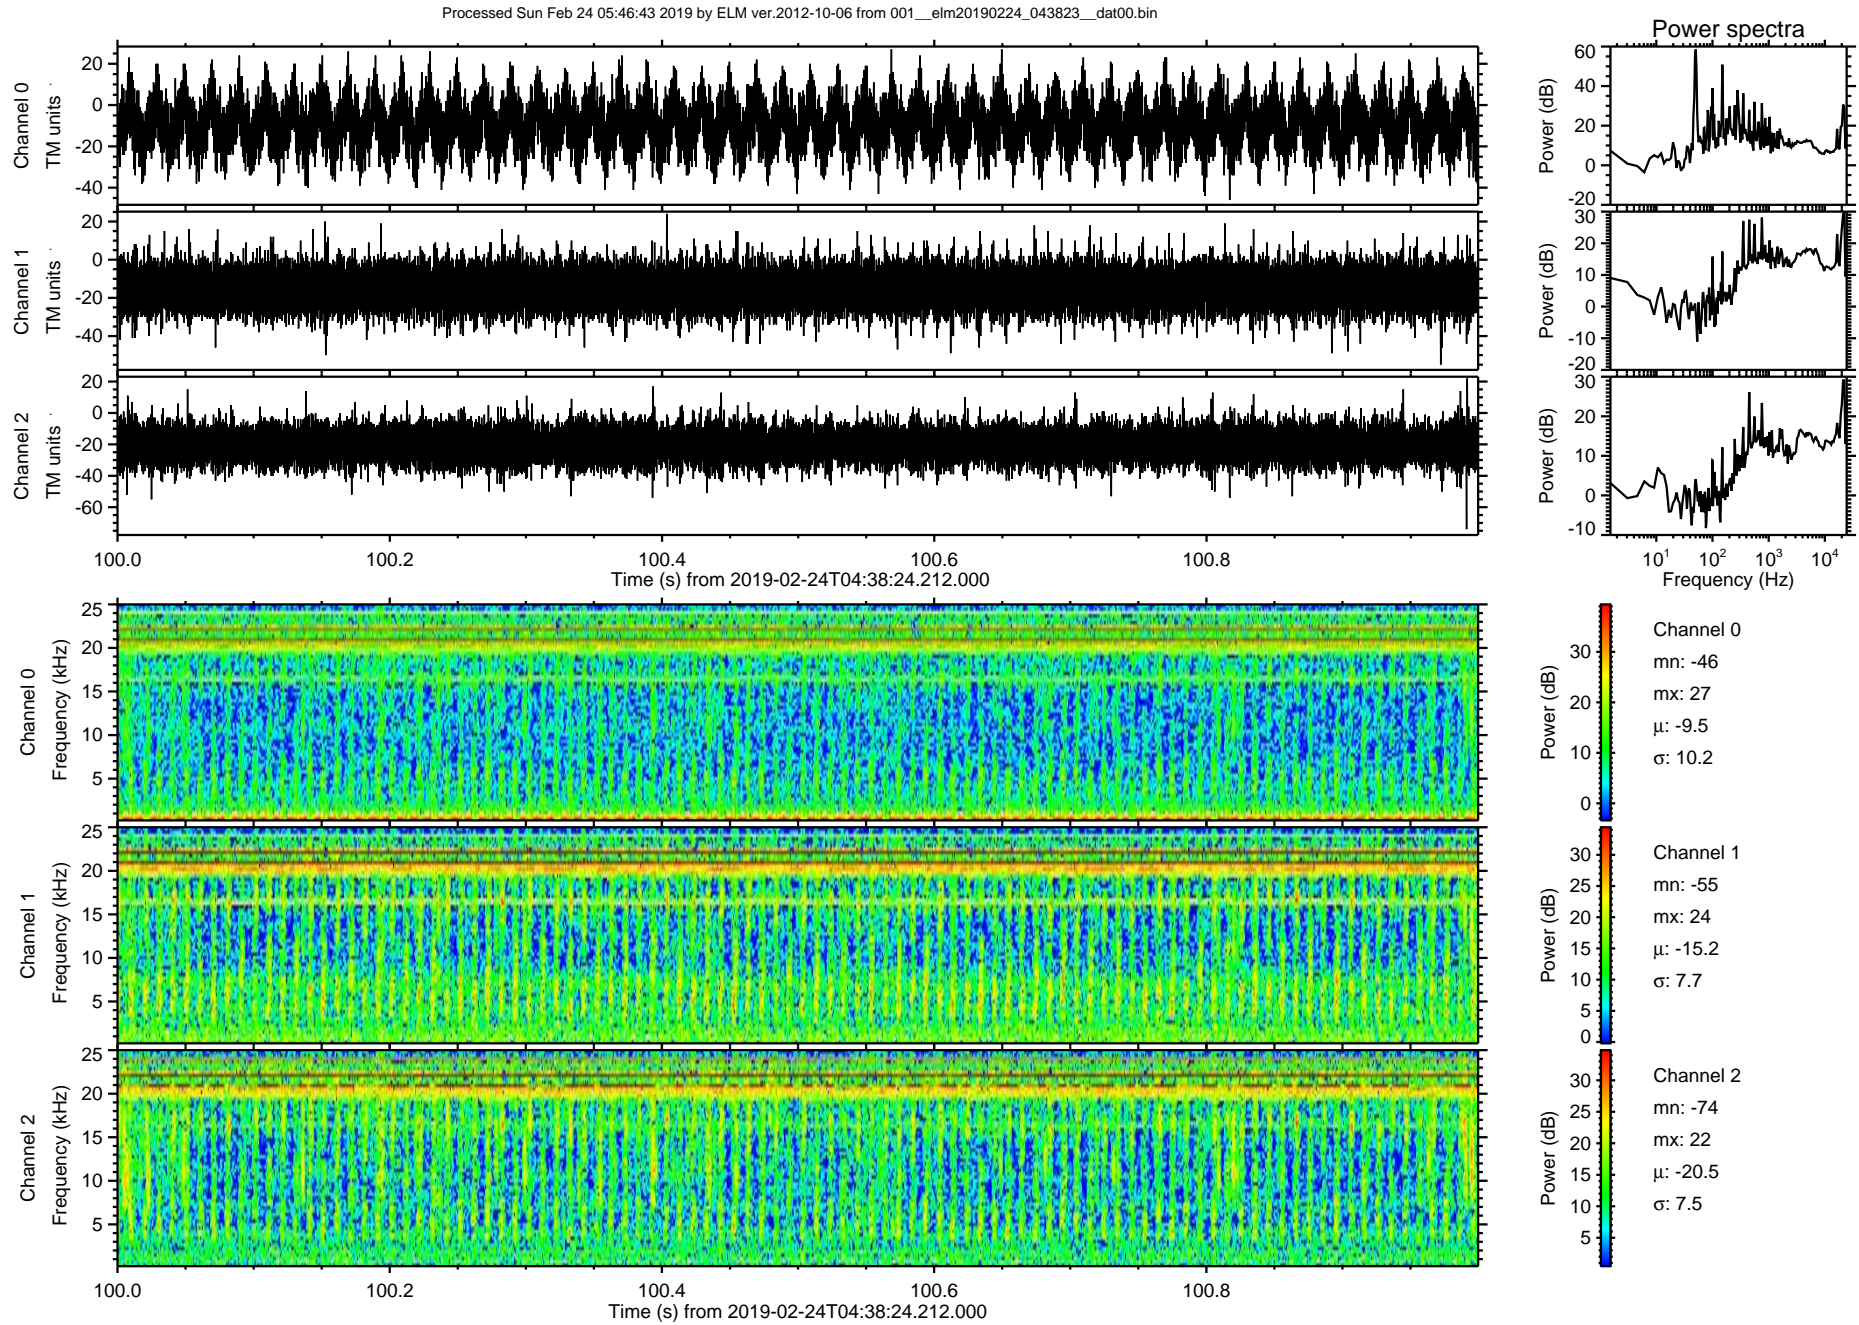 Processed Sun Feb 24 05:46:43 2019 by ELM ver.2012-10-06 from 001__elm20190224_043823__dat00.bin
Power spectra
Channel 0
TM units
20
0
-20
-40
Power (dB)
60
40
20
0
-20
Channel 1
TM units
20
0
-20
-40
Power (dB)
30
20
10
0
-10
-20
Channel 2
TM units
20
0
-20
-40
-60
Power (dB)
30
20
10
0
-10
100.0 100.2 100.4 100.6 100.8
Time (s) from 2019-02-24T04:38:24.212.000
10^1 10^2 10^3 10^4
Frequency (Hz)
Channel 0
Frequency (kHz)
25
20
15
10
5
Power (dB)
30
20
10
0
Channel 0
mn: -46
mx: 27
μ: -9.5
σ: 10.2
Channel 1
Frequency (kHz)
25
20
15
10
5
Power (dB)
30
25
20
15
10
5
0
Channel 1
mn: -55
mx: 24
μ: -15.2
σ: 7.7
Channel 2
Frequency (kHz)
25
20
15
10
5
Power (dB)
30
25
20
15
10
5
Channel 2
mn: -74
mx: 22
μ: -20.5
σ: 7.5
100.0 100.2 100.4 100.6 100.8
Time (s) from 2019-02-24T04:38:24.212.000